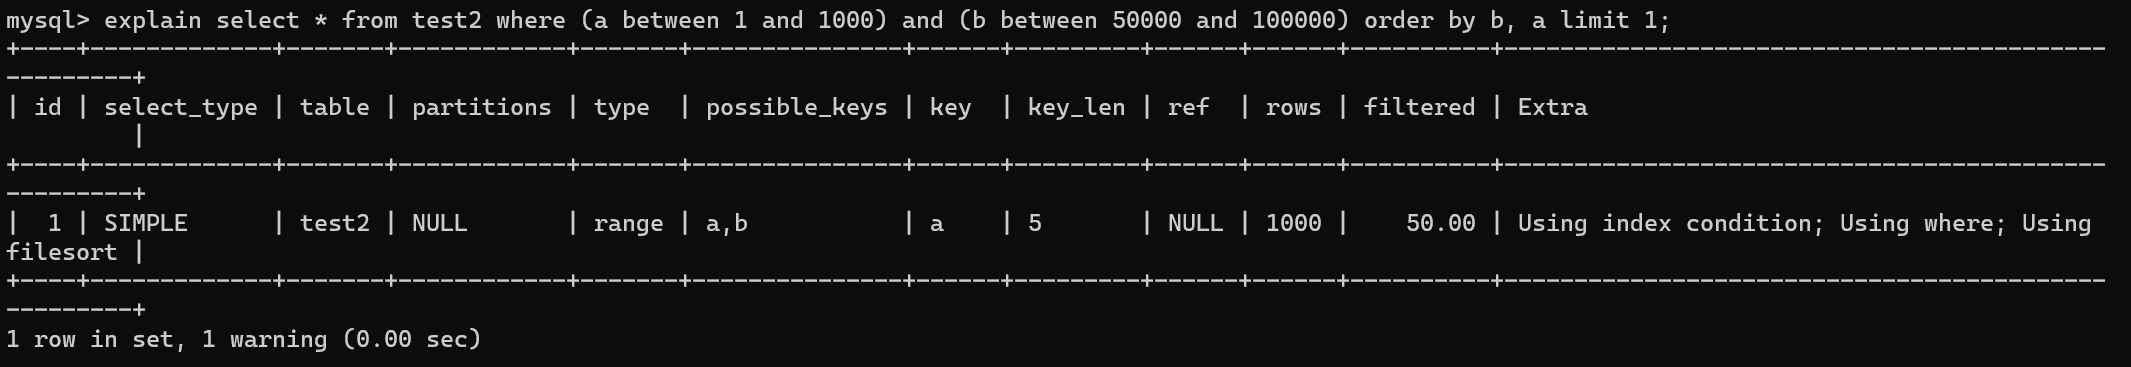 mysql> explain select * from test2 where (a between 1 and 1000) and (b between 50000 and 100000) order by b, a limit 1;
+----+-------------+-------+------------+-------+---------------+------+---------+------+------+----------+-------------------------------------------
---------+
| id | select_type | table | partitions | type  | possible_keys | key  | key_len | ref  | rows | filtered | Extra
         |
+----+-------------+-------+------------+-------+---------------+------+---------+------+------+----------+-------------------------------------------
---------+
|  1 | SIMPLE      | test2 | NULL       | range | a,b           | a    | 5       | NULL | 1000 |    50.00 | Using index condition; Using where; Using
filesort |
+----+-------------+-------+------------+-------+---------------+------+---------+------+------+----------+-------------------------------------------
---------+
1 row in set, 1 warning (0.00 sec)